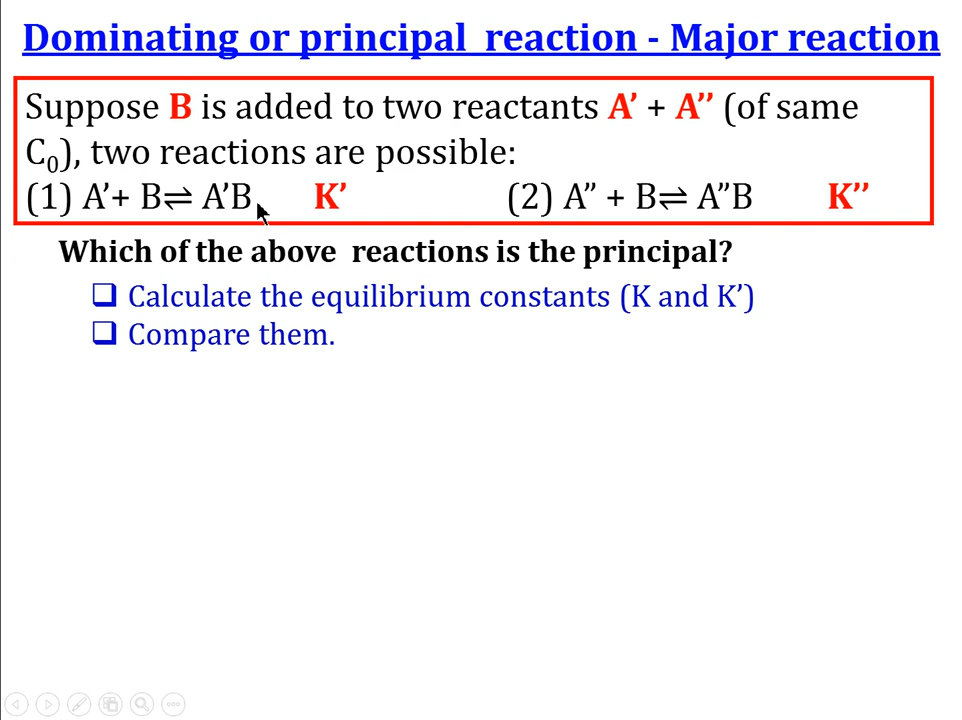 Dominating or principal reaction - Major reaction
Suppose B is added to two reactants A’ + A’’ (of same
C₀), two reactions are possible:
(1) A’+ B⇌ A’B K’ (2) A” + B⇌ A”B K’’
Which of the above reactions is the principal?
❑ Calculate the equilibrium constants (K and K’)
❑ Compare them.